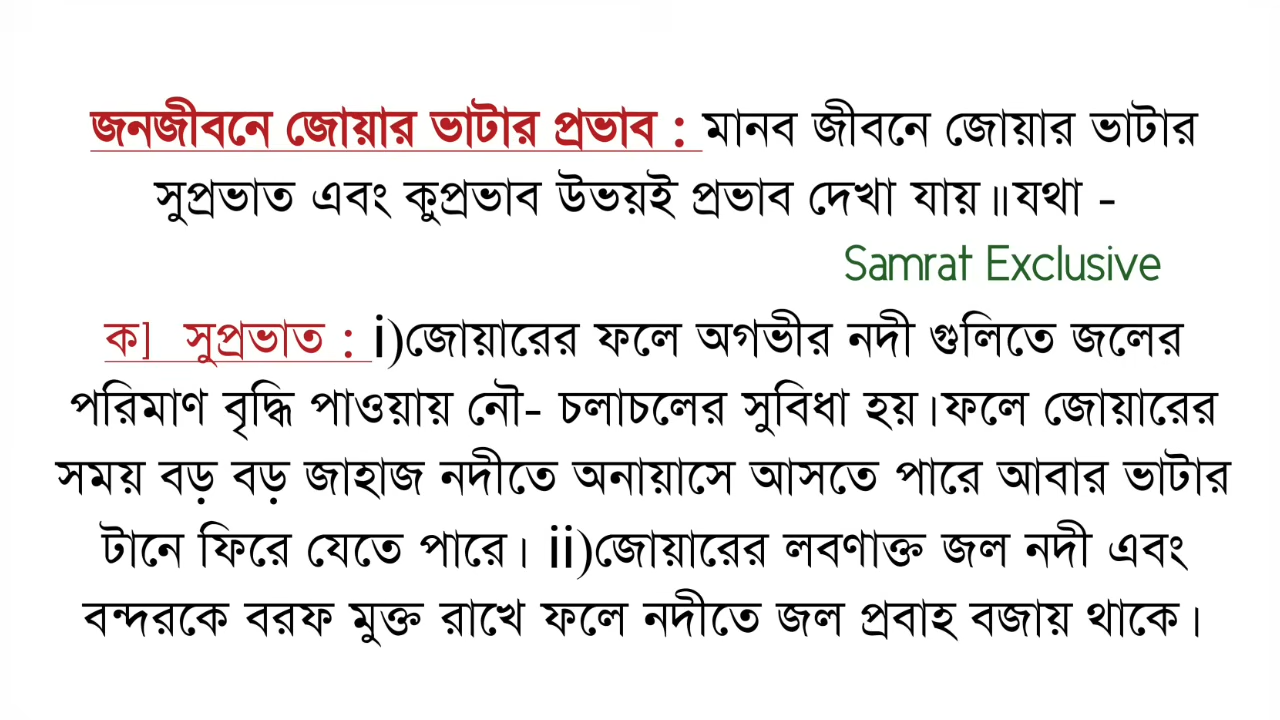 জনজীবনে জোয়ার ভাটার প্রভাব : মানব জীবনে জোয়ার ভাটার
সুপ্রভাত এবং কুপ্রভাব উভয়ই প্রভাব দেখা যায়॥যথা -
Samrat Exclusive
ক] সুপ্রভাত : i)জোয়ারের ফলে অগভীর নদী গুলিতে জলের
পরিমাণ বৃদ্ধি পাওয়ায় নৌ- চলাচলের সুবিধা হয়।ফলে জোয়ারের
সময় বড় বড় জাহাজ নদীতে অনায়াসে আসতে পারে আবার ভাটার
টানে ফিরে যেতে পারে। ii)জোয়ারের লবণাক্ত জল নদী এবং
বন্দরকে বরফ মুক্ত রাখে ফলে নদীতে জল প্রবাহ বজায় থাকে।